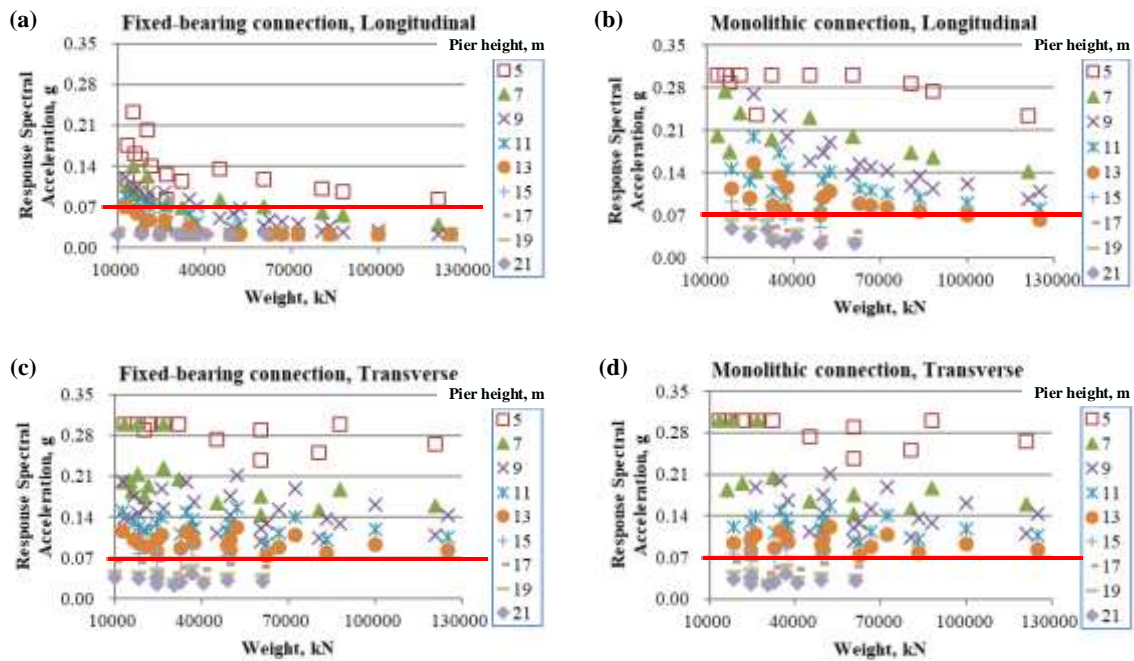 (a)
Fixed-bearing connection, Longitudinal
Pier height, m
Response Spectral
Acceleration, g
0.35
0.28
0.21
0.14
0.07
0.00
10000 40000 70000 100000 130000
Weight, kN
5
7
9
11
13
15
17
19
21
(b)
Monolithic connection, Longitudinal
Pier height, m
Response Spectral
Acceleration, g
0.35
0.28
0.21
0.14
0.07
0.00
10000 40000 70000 100000 130000
Weight, kN
5
7
9
11
13
15
17
19
21
(c)
Fixed-bearing connection, Transverse
Pier height, m
Response Spectral
Acceleration, g
0.35
0.28
0.21
0.14
0.07
0.00
10000 40000 70000 100000 130000
Weight, kN
5
7
9
11
13
15
17
19
21
(d)
Monolithic connection, Transverse
Pier height, m
Response Spectral
Acceleration, g
0.35
0.28
0.21
0.14
0.07
0.00
10000 40000 70000 100000 130000
Weight, kN
5
7
9
11
13
15
17
19
21